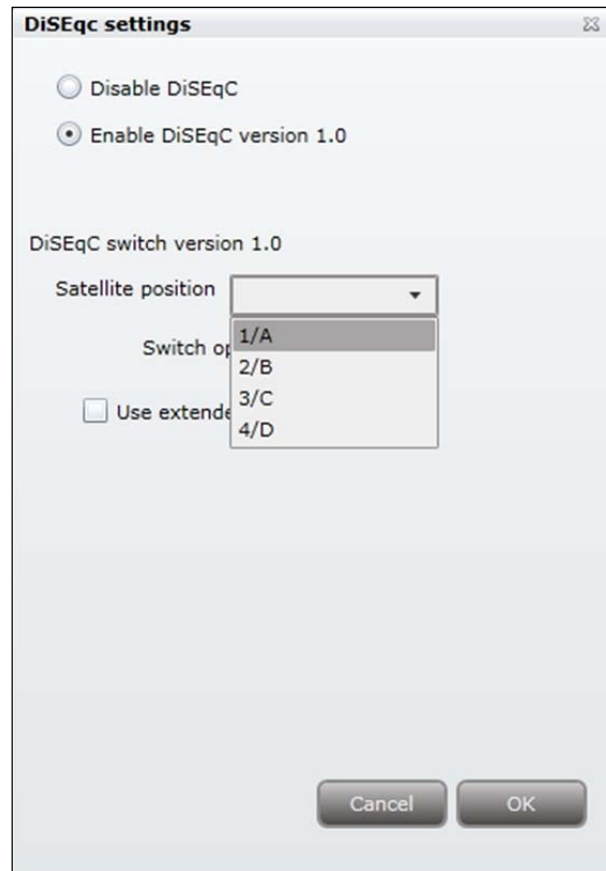 DiSEqc settings
Disable DiSEqC
Enable DiSEqC version 1.0
DiSEqC switch version 1.0
Satellite position
1/A
Switch op
2/B
3/C
Use extende
4/D
Cancel OK